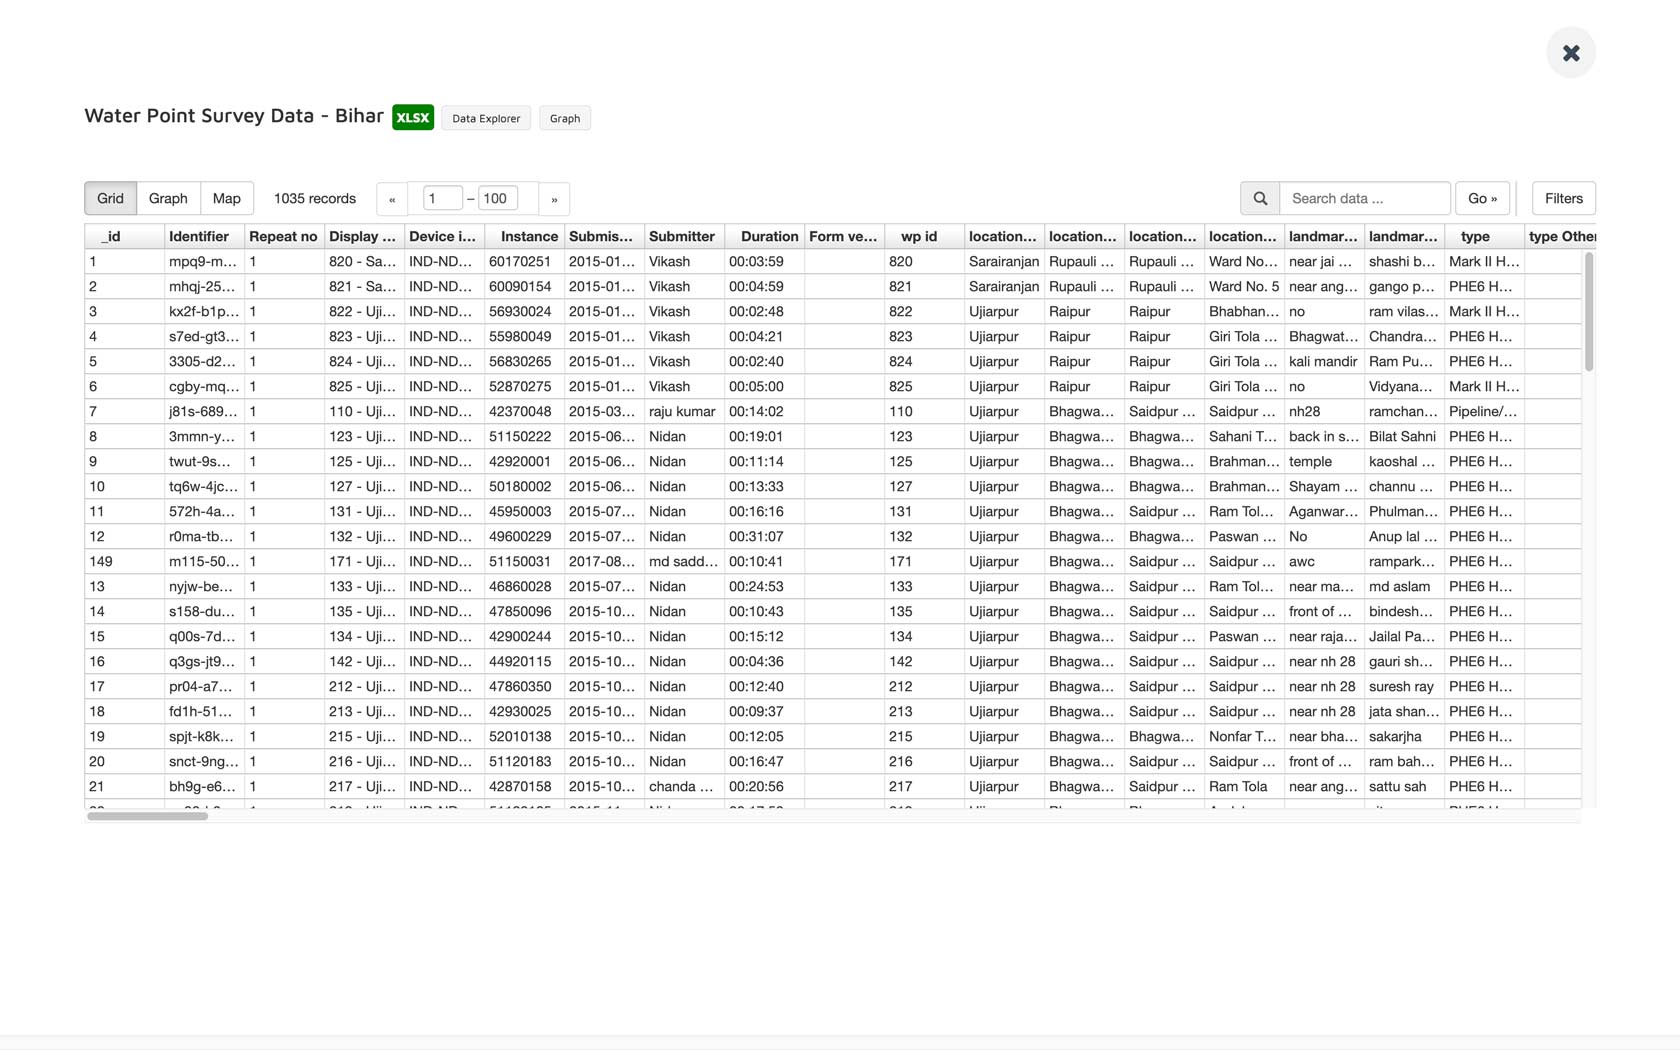 ✖
Water Point Survey Data - Bihar XLSX Data Explorer Graph
Grid Graph Map 1035 records « 1 – 100 » Search data ... Go » Filters
_id Identifier Repeat no Display ... Device i... Instance Submis... Submitter Duration Form ve... wp id location... location... location... location... landmar... landmar... type type Other
1 mpq9-m... 1 820 - Sa... IND-ND... 60170251 2015-01... Vikash 00:03:59 820 Sarairanjan Rupauli ... Rupauli ... Ward No... near jai ... shashi b... Mark II H...
2 mhqj-25... 1 821 - Sa... IND-ND... 60090154 2015-01... Vikash 00:04:59 821 Sarairanjan Rupauli ... Rupauli ... Ward No. 5 near ang... gango p... PHE6 H...
3 kx2f-b1p... 1 822 - Uji... IND-ND... 56930024 2015-01... Vikash 00:02:48 822 Ujiarpur Raipur Raipur Bhabhan... no ram vilas... Mark II H...
4 s7ed-gt3... 1 823 - Uji... IND-ND... 55980049 2015-01... Vikash 00:04:21 823 Ujiarpur Raipur Raipur Giri Tola ... Bhagwat... Chandra... PHE6 H...
5 3305-d2... 1 824 - Uji... IND-ND... 56830265 2015-01... Vikash 00:02:40 824 Ujiarpur Raipur Raipur Giri Tola ... kali mandir Ram Pu... PHE6 H...
6 cgby-mq... 1 825 - Uji... IND-ND... 52870275 2015-01... Vikash 00:05:00 825 Ujiarpur Raipur Raipur Giri Tola ... no Vidyana... Mark II H...
7 j81s-689... 1 110 - Uji... IND-ND... 42370048 2015-03... raju kumar 00:14:02 110 Ujiarpur Bhagwa... Saidpur ... Saidpur ... nh28 ramchan... Pipeline/...
8 3mmn-y... 1 123 - Uji... IND-ND... 51150222 2015-06... Nidan 00:19:01 123 Ujiarpur Bhagwa... Bhagwa... Sahani T... back in s... Bilat Sahni PHE6 H...
9 twut-9s... 1 125 - Uji... IND-ND... 42920001 2015-06... Nidan 00:11:14 125 Ujiarpur Bhagwa... Bhagwa... Brahman... temple kaoshal ... PHE6 H...
10 tq6w-4jc... 1 127 - Uji... IND-ND... 50180002 2015-06... Nidan 00:13:33 127 Ujiarpur Bhagwa... Bhagwa... Brahman... Shayam ... channu ... PHE6 H...
11 572h-4a... 1 131 - Uji... IND-ND... 45950003 2015-07... Nidan 00:16:16 131 Ujiarpur Bhagwa... Saidpur ... Ram Tol... Aganwar... Phulman... PHE6 H...
12 r0ma-tb... 1 132 - Uji... IND-ND... 49600229 2015-07... Nidan 00:31:07 132 Ujiarpur Bhagwa... Bhagwa... Paswan ... No Anup lal ... PHE6 H...
149 m115-50... 1 171 - Uji... IND-ND... 51150031 2017-08... md sadd... 00:10:41 171 Ujiarpur Bhagwa... Saidpur ... Saidpur ... awc rampark... PHE6 H...
13 nyjw-be... 1 133 - Uji... IND-ND... 46860028 2015-07... Nidan 00:24:53 133 Ujiarpur Bhagwa... Saidpur ... Ram Tol... near ma... md aslam PHE6 H...
14 s158-du... 1 135 - Uji... IND-ND... 47850096 2015-10... Nidan 00:10:43 135 Ujiarpur Bhagwa... Saidpur ... Saidpur ... front of ... bindesh... PHE6 H...
15 q00s-7d... 1 134 - Uji... IND-ND... 42900244 2015-10... Nidan 00:15:12 134 Ujiarpur Bhagwa... Saidpur ... Paswan ... near raja... Jailal Pa... PHE6 H...
16 q3gs-jt9... 1 142 - Uji... IND-ND... 44920115 2015-10... Nidan 00:04:36 142 Ujiarpur Bhagwa... Saidpur ... Saidpur ... near nh 28 gauri sh... PHE6 H...
17 pr04-a7... 1 212 - Uji... IND-ND... 47860350 2015-10... Nidan 00:12:40 212 Ujiarpur Bhagwa... Saidpur ... Saidpur ... near nh 28 suresh ray PHE6 H...
18 fd1h-51... 1 213 - Uji... IND-ND... 42930025 2015-10... Nidan 00:09:37 213 Ujiarpur Bhagwa... Saidpur ... Saidpur ... near nh 28 jata shan... PHE6 H...
19 spjt-k8k... 1 215 - Uji... IND-ND... 52010138 2015-10... Nidan 00:12:05 215 Ujiarpur Bhagwa... Bhagwa... Nonfar T... near bha... sakarjha PHE6 H...
20 snct-9ng... 1 216 - Uji... IND-ND... 51120183 2015-10... Nidan 00:16:47 216 Ujiarpur Bhagwa... Saidpur ... Saidpur ... front of ... ram bah... PHE6 H...
21 bh9g-e6... 1 217 - Uji... IND-ND... 42870158 2015-10... chanda ... 00:20:56 217 Ujiarpur Bhagwa... Saidpur ... Ram Tola near ang... sattu sah PHE6 H...